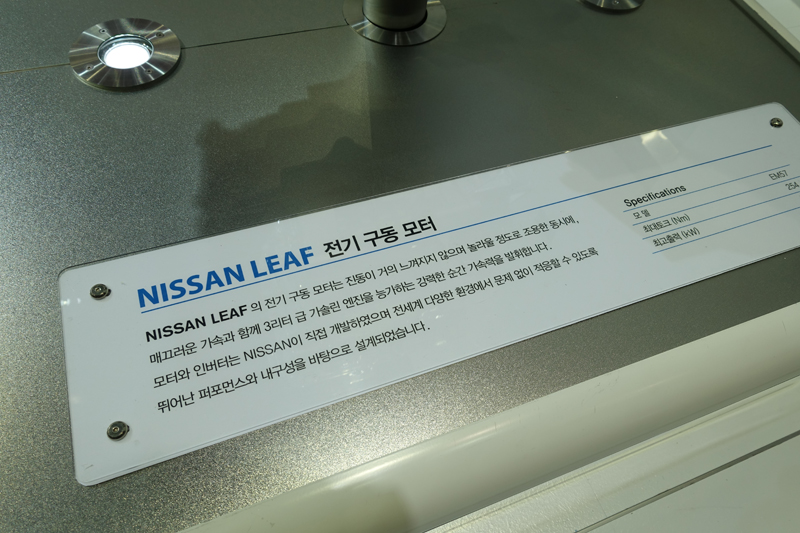 NISSAN LEAF 전기 구동 모터
NISSAN LEAF 의 전기 구동 모터는 진동이 거의 느껴지지 않으며 놀라울 정도로 조용한 동시에,
매끄러운 가속과 함께 3리터 급 가솔린 엔진을 능가하는 강력한 순간 가속력을 발휘합니다.
모터와 인버터는 NISSAN이 직접 개발하였으며 전세계 다양한 환경에서 문제 없이 적응할 수 있도록
뛰어난 퍼포먼스와 내구성을 바탕으로 설계되었습니다.
Specifications
모 델 EM57
최대토크 (Nm) 254
최고출력 (kW)